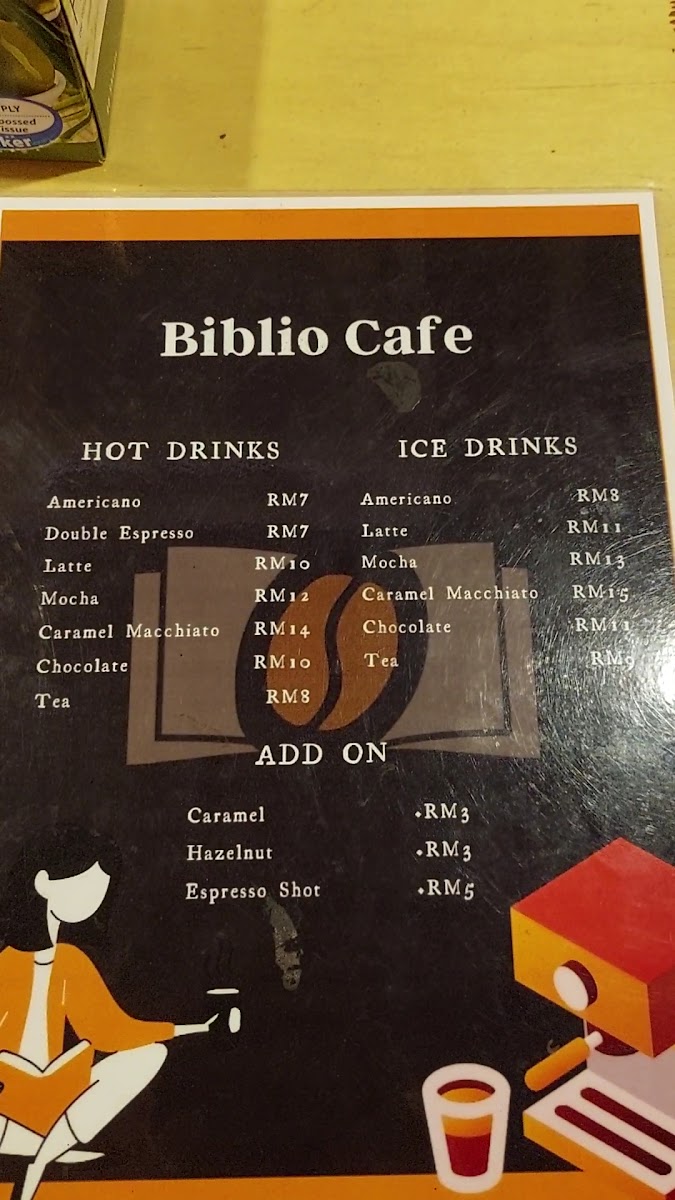 PLY
Biblio Cafe
HOT DRINKS
Americano RM7
Double Espresso RM7
Latte RM10
Mocha RM12
Caramel Macchiato RM14
Chocolate RM10
Tea RM8
ICE DRINKS
Americano RM8
Latte RM11
Mocha RM13
Caramel Macchiato RM15
Chocolate RM11
Tea RM9
ADD ON
Caramel +RM3
Hazelnut +RM3
Espresso Shot +RM5